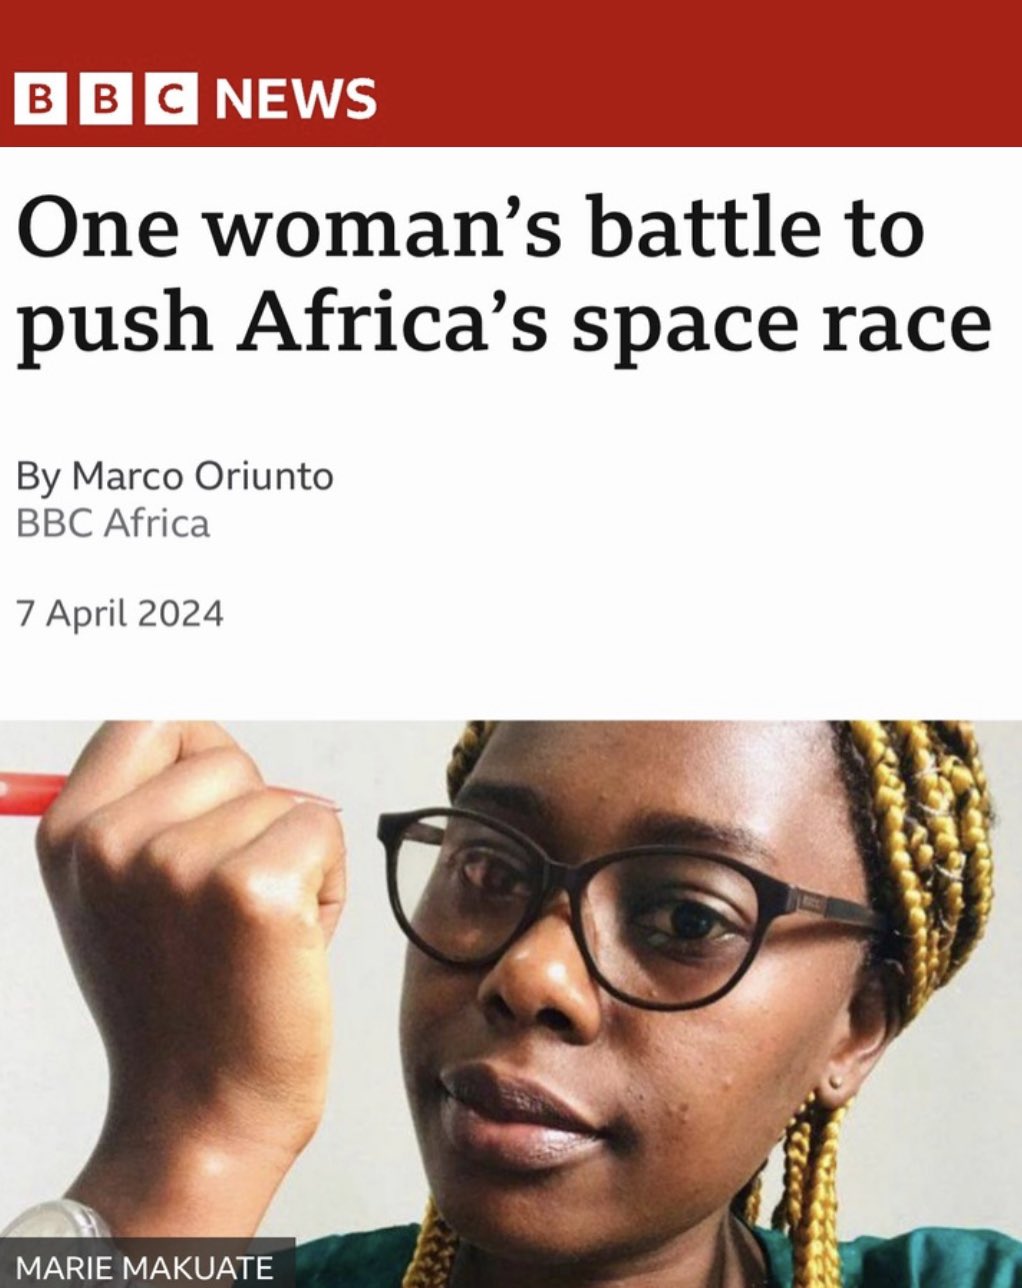 BBC NEWS
One woman’s battle to
push Africa’s space race
By Marco Oriunto
BBC Africa
7 April 2024
MARIE MAKUATE